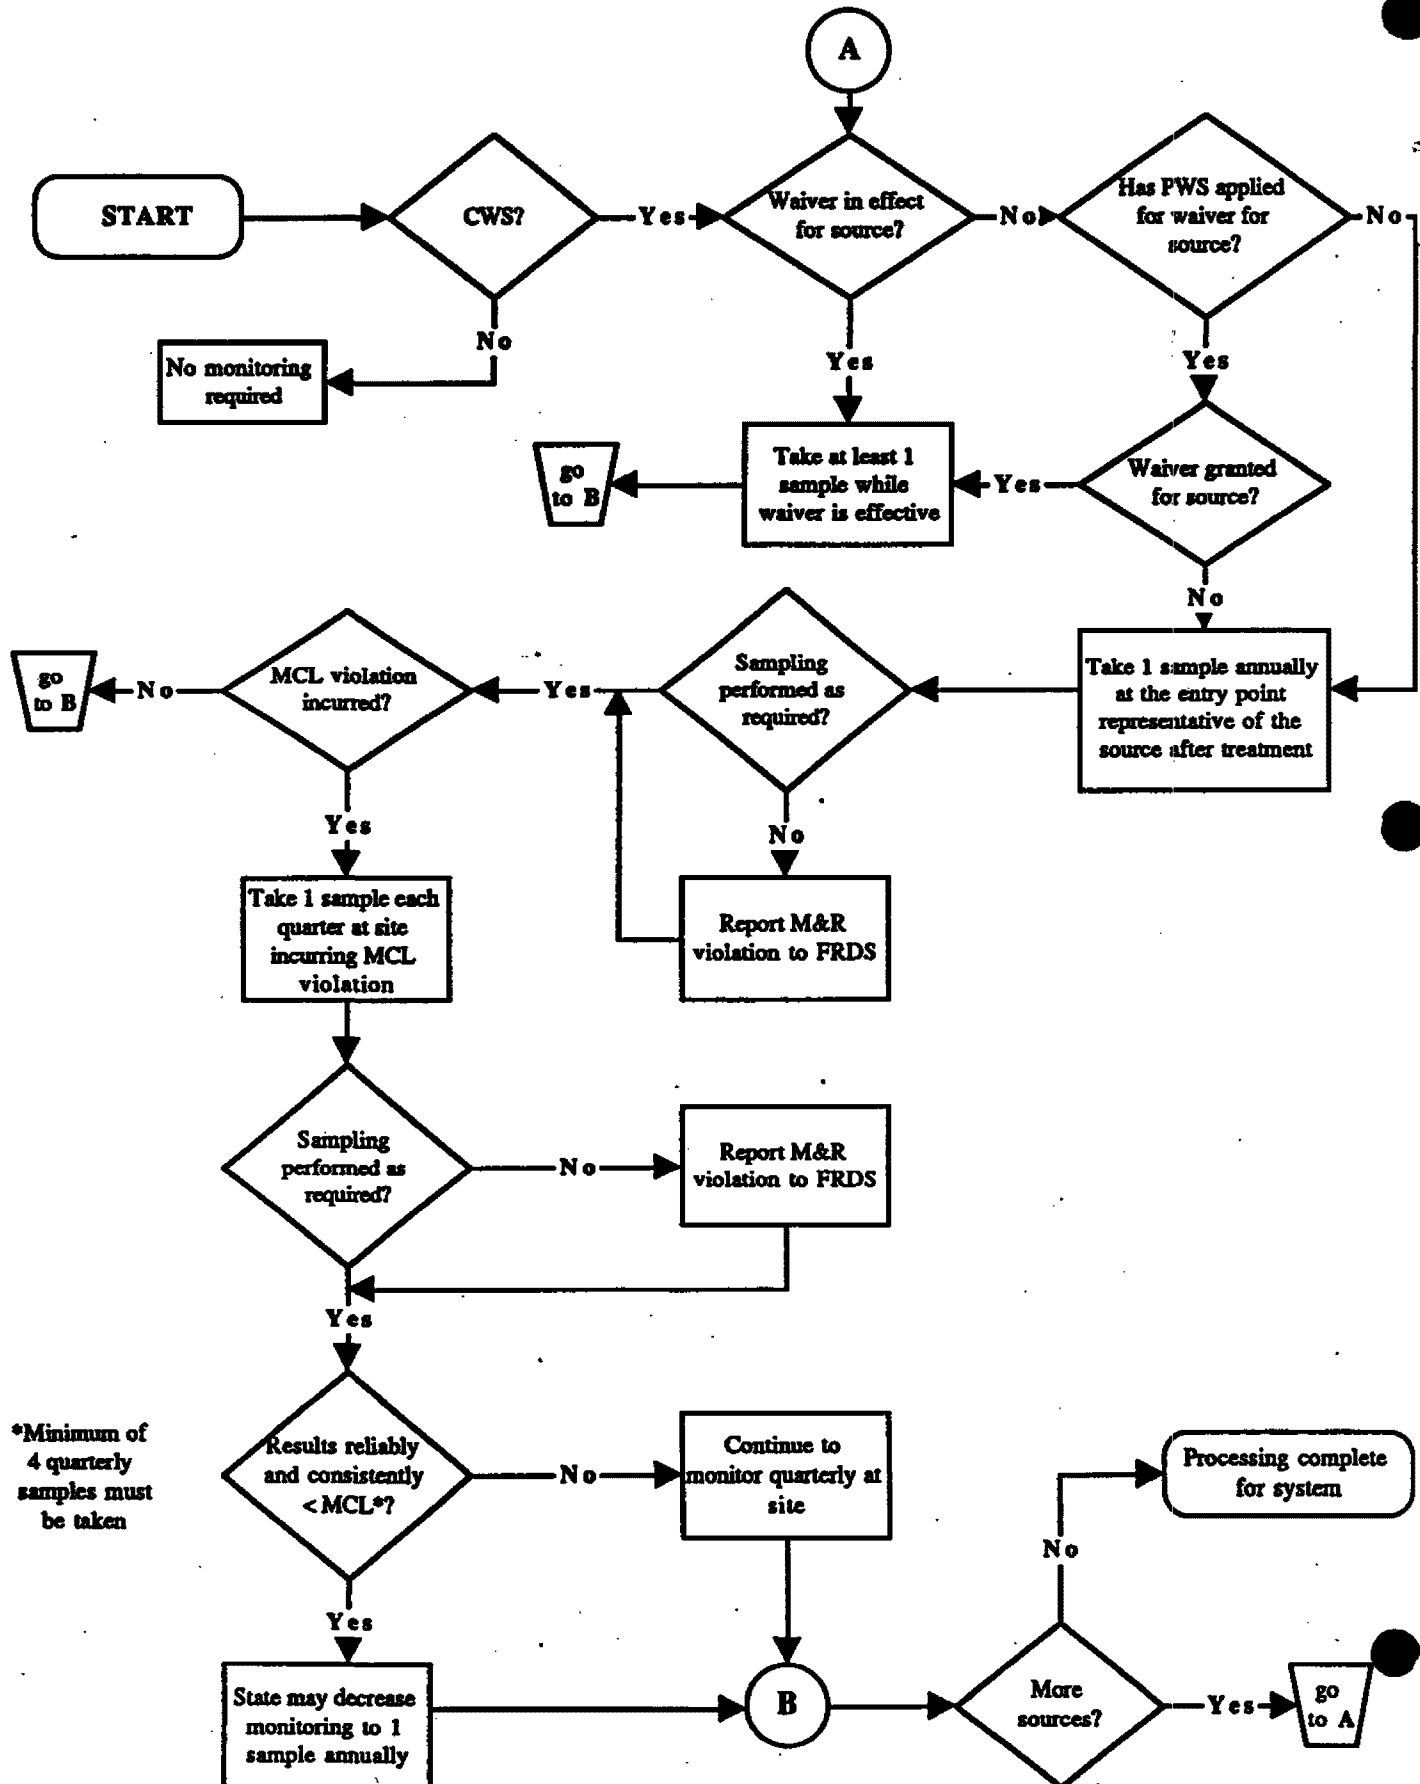 A
START
CWS?
Yes
Waiver in effect
for source?
No
Has PWS applied
for waiver for
source?
No
No
No monitoring
required
Yes
Yes
go
to B
Take at least 1
sample while
waiver is effective
Yes
Waiver granted
for source?
No
go
to B
No
MCL violation
incurred?
Yes
Sampling
performed as
required?
Take 1 sample annually
at the entry point
representative of the
source after treatment
Yes
No
Take 1 sample each
quarter at site
incurring MCL
violation
Report M&R
violation to FRDS
Sampling
performed as
required?
No
Report M&R
violation to FRDS
Yes
*Minimum of
4 quarterly
samples must
be taken
Results reliably
and consistently
< MCL*?
No
Continue to
monitor quarterly at
site
Processing complete
for system
No
Yes
State may decrease
monitoring to 1
sample annually
B
More
sources?
Yes
go
to A